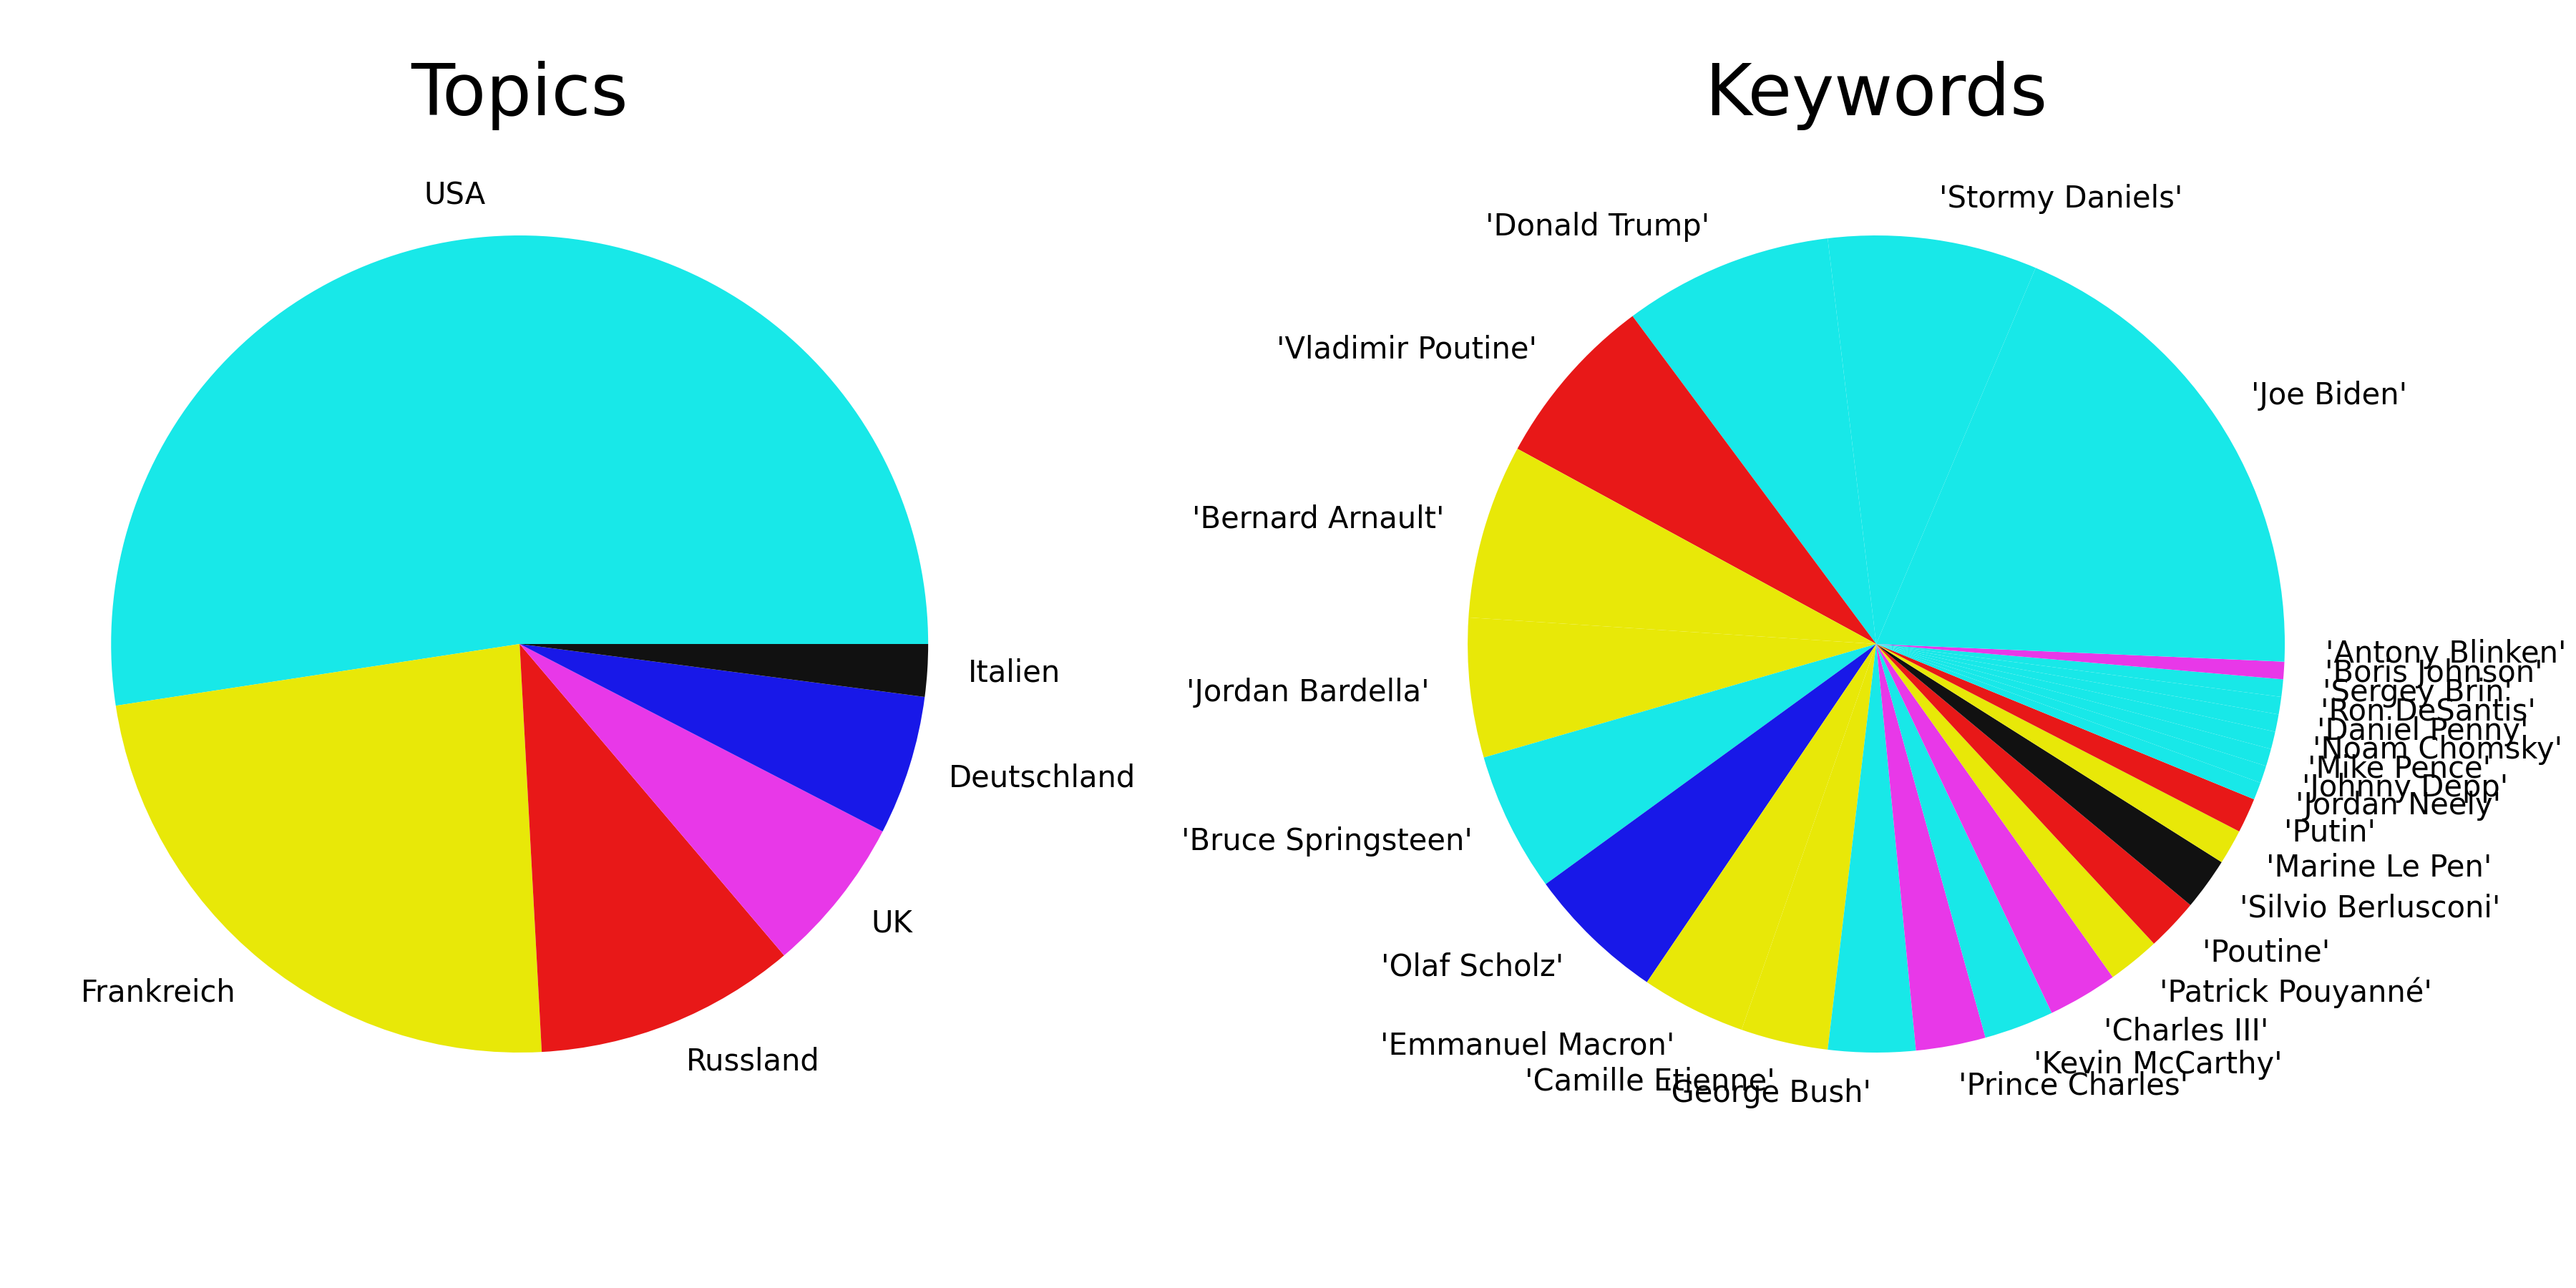 Topics
USA
Frankreich
Russland
UK
Deutschland
Italien
Keywords
'Joe Biden'
'Stormy Daniels'
'Donald Trump'
'Vladimir Poutine'
'Bernard Arnault'
'Jordan Bardella'
'Bruce Springsteen'
'Olaf Scholz'
'Emmanuel Macron'
'Camille Etienne'
'George Bush'
'Prince Charles'
'Kevin McCarthy'
'Charles III'
'Patrick Pouyanné'
'Poutine'
'Silvio Berlusconi'
'Marine Le Pen'
'Putin'
'Jordan Neely'
'Johnny Depp'
'Mike Pence'
'Noam Chomsky'
'Daniel Penny'
'Ron DeSantis'
'Sergey Brin'
'Boris Johnson'
'Antony Blinken'